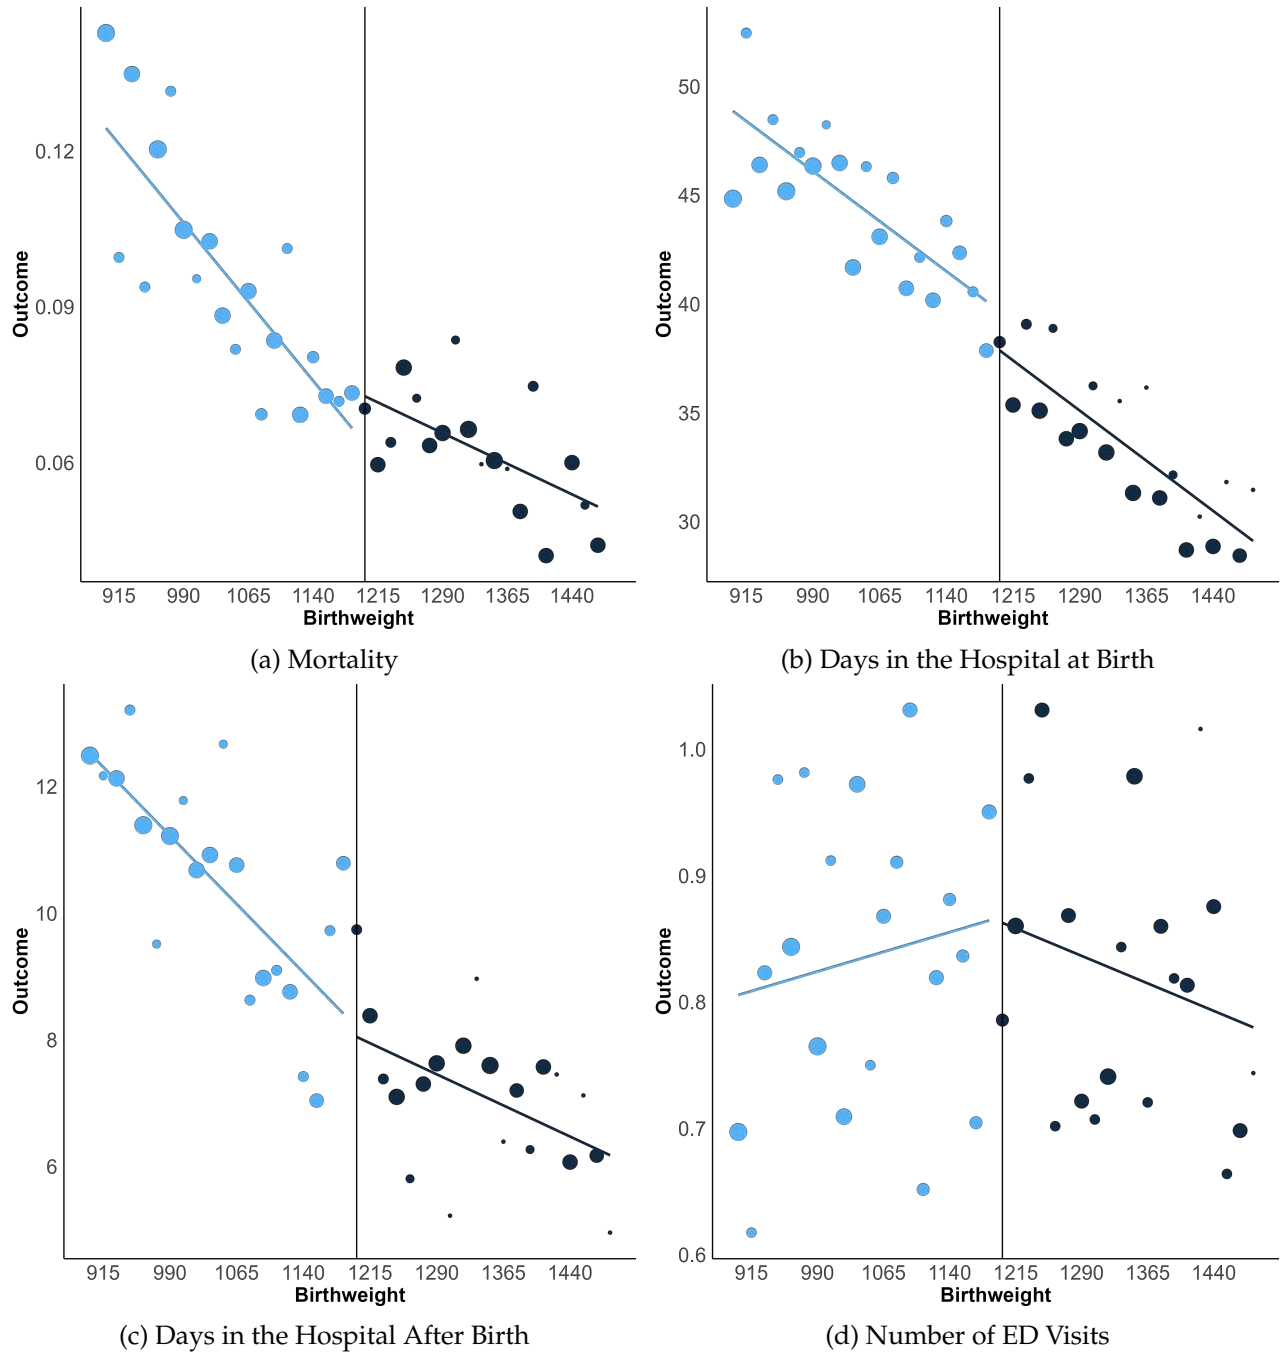 Outcome
0.12
0.09
0.06
915 990 1065 1140 1215 1290 1365 1440
Birthweight
(a) Mortality
Outcome
50
45
40
35
30
915 990 1065 1140 1215 1290 1365 1440
Birthweight
(b) Days in the Hospital at Birth
Outcome
12
10
8
6
915 990 1065 1140 1215 1290 1365 1440
Birthweight
(c) Days in the Hospital After Birth
Outcome
1.0
0.9
0.8
0.7
0.6
915 990 1065 1140 1215 1290 1365 1440
Birthweight
(d) Number of ED Visits